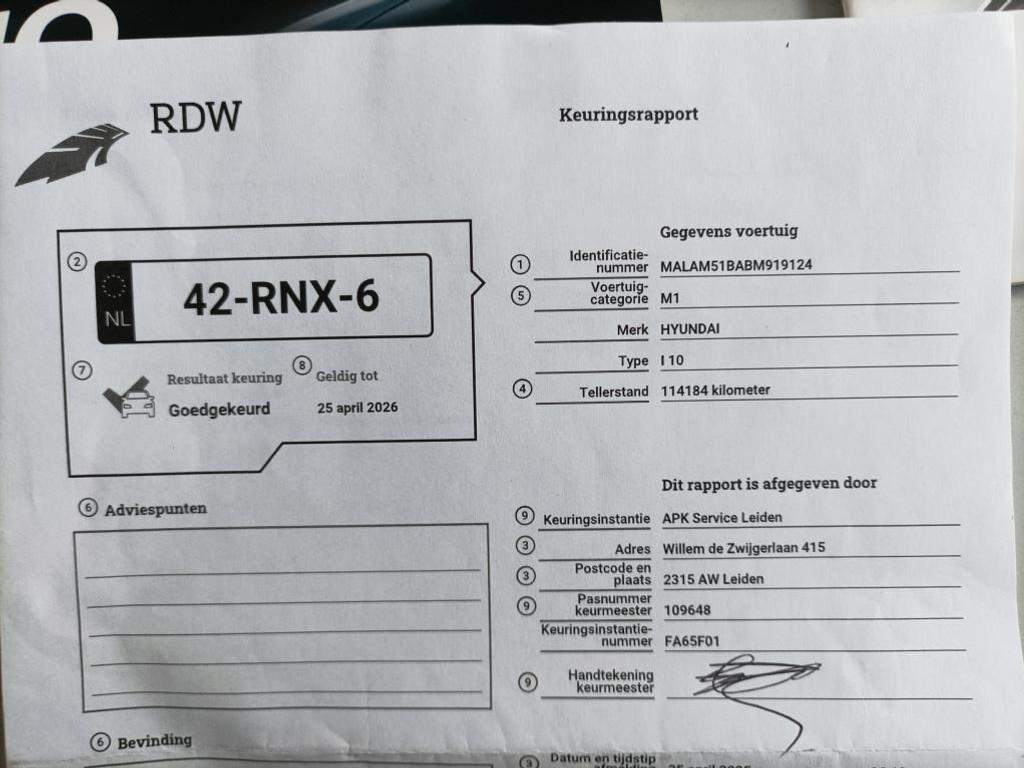 RDW
Keuringsrapport
2
NL
42-RNX-6
7
Resultaat keuring
Goedgekeurd
8
Geldig tot
25 april 2026
Gegevens voertuig
1 Identificatie-
nummer MALAM51BABM919124
5 Voertuig-
categorie M1
Merk HYUNDAI
Type I 10
4 Tellerstand 114184 kilometer
6 Adviespunten
Dit rapport is afgegeven door
9 Keuringsinstantie APK Service Leiden
3 Adres Willem de Zwijgerlaan 415
3 Postcode en
plaats 2315 AW Leiden
9 Pasnummer
keurmeester 109648
Keuringsinstantie-
nummer FA65F01
9 Handtekening
keurmeester
6 Bevinding
Datum en tijdstip